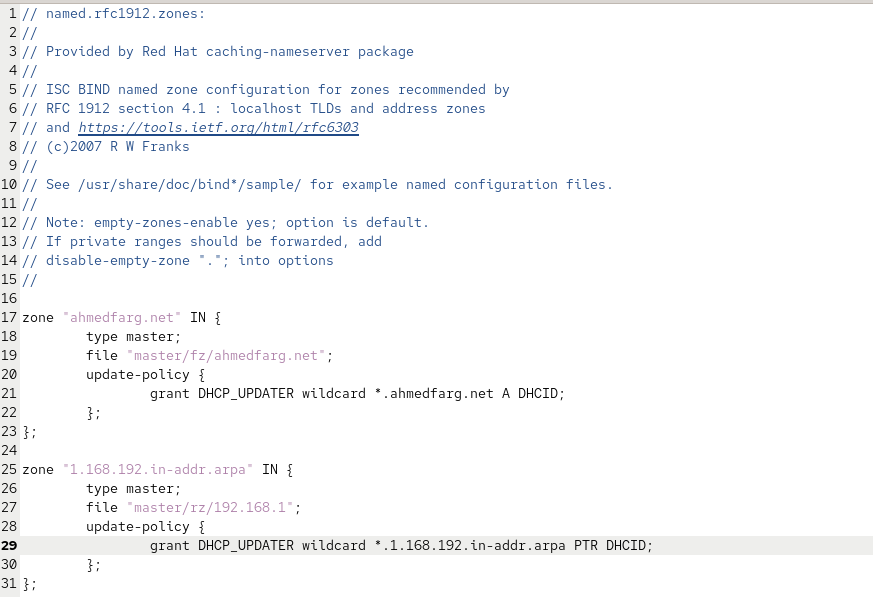 1 // named.rfc1912.zones:
2 //
3 // Provided by Red Hat caching-nameserver package
4 //
5 // ISC BIND named zone configuration for zones recommended by
6 // RFC 1912 section 4.1 : localhost TLDs and address zones
7 // and https://tools.ietf.org/html/rfc6303
8 // (c)2007 R W Franks
9 //
10 // See /usr/share/doc/bind*/sample/ for example named configuration files.
11 //
12 // Note: empty-zones-enable yes; option is default.
13 // If private ranges should be forwarded, add
14 // disable-empty-zone "."; into options
15 //
16
17 zone "ahmedfarg.net" IN {
18         type master;
19         file "master/fz/ahmedfarg.net";
20         update-policy {
21                 grant DHCP_UPDATER wildcard *.ahmedfarg.net A DHCID;
22         };
23 };
24
25 zone "1.168.192.in-addr.arpa" IN {
26         type master;
27         file "master/rz/192.168.1";
28         update-policy {
29                 grant DHCP_UPDATER wildcard *.1.168.192.in-addr.arpa PTR DHCID;
30         };
31 };